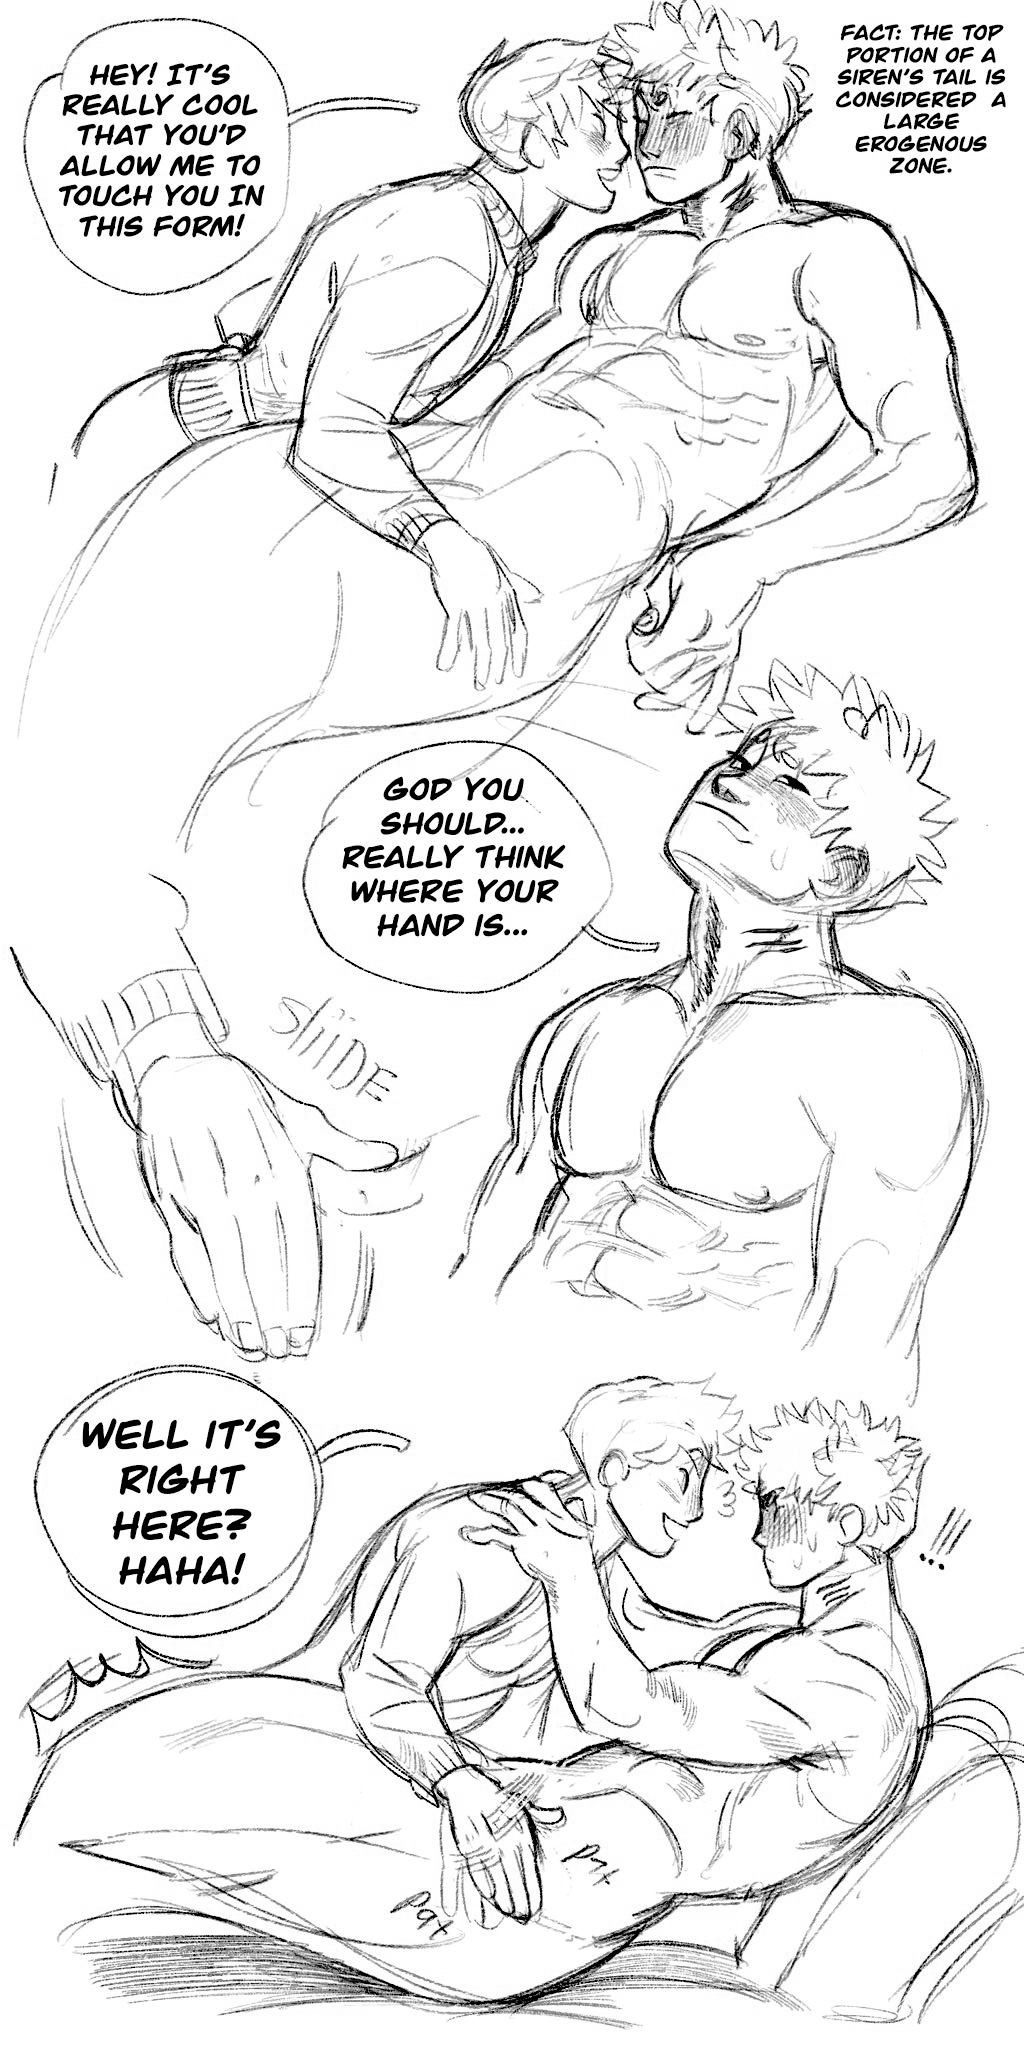 HEY! IT'S
REALLY COOL
THAT YOU'D
ALLOW ME TO
TOUCH YOU IN
THIS FORM!
FACT: THE TOP
PORTION OF A
SIREN'S TAIL IS
CONSIDERED A
LARGE
EROGENOUS
ZONE.
GOD YOU
SHOULD...
REALLY THINK
WHERE YOUR
HAND IS...
SliiDE
WELL IT'S
RIGHT
HERE?
HAHA!
!!!
...
pat
pat